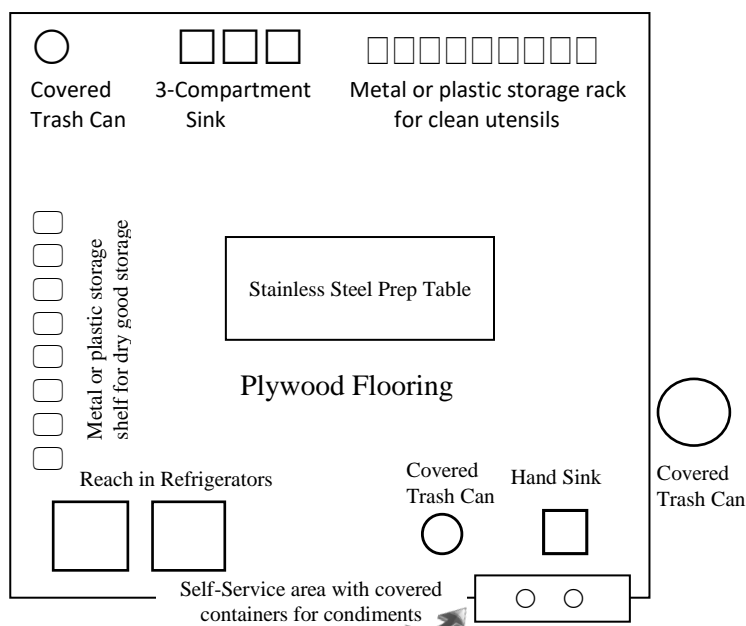 Covered
Trash Can
3-Compartment
Sink
Metal or plastic storage rack
for clean utensils
Metal or plastic storage
shelf for dry good storage
Stainless Steel Prep Table
Plywood Flooring
Reach in Refrigerators
Covered
Trash Can
Hand Sink
Covered
Trash Can
Self-Service area with covered
containers for condiments